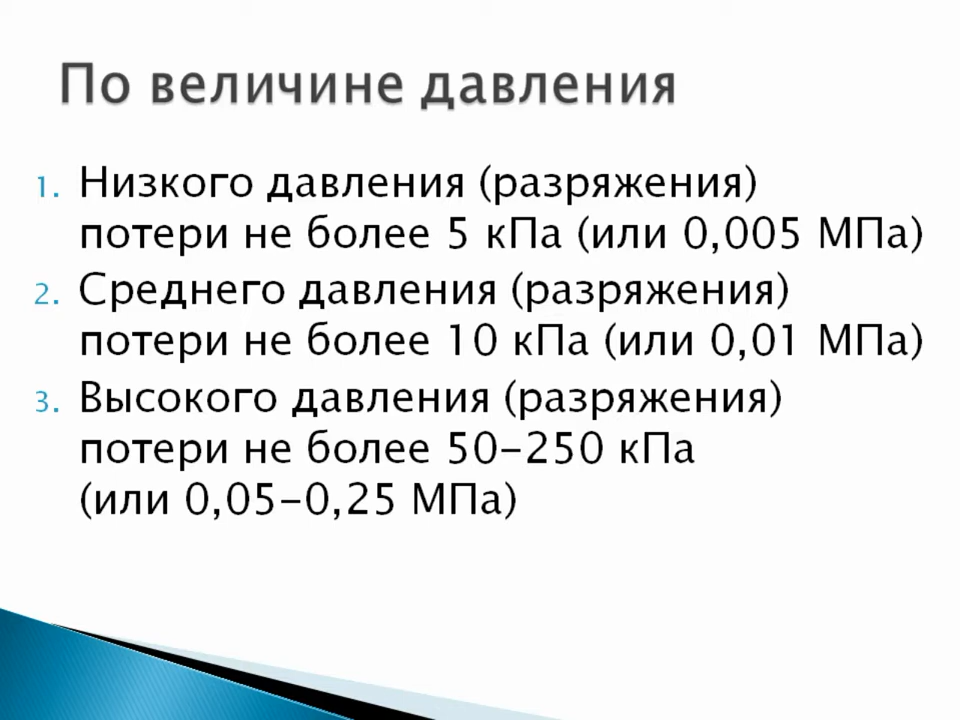 По величине давления
1. Низкого давления (разряжения)
потери не более 5 кПа (или 0,005 МПа)
2. Среднего давления (разряжения)
потери не более 10 кПа (или 0,01 МПа)
3. Высокого давления (разряжения)
потери не более 50-250 кПа
(или 0,05-0,25 МПа)